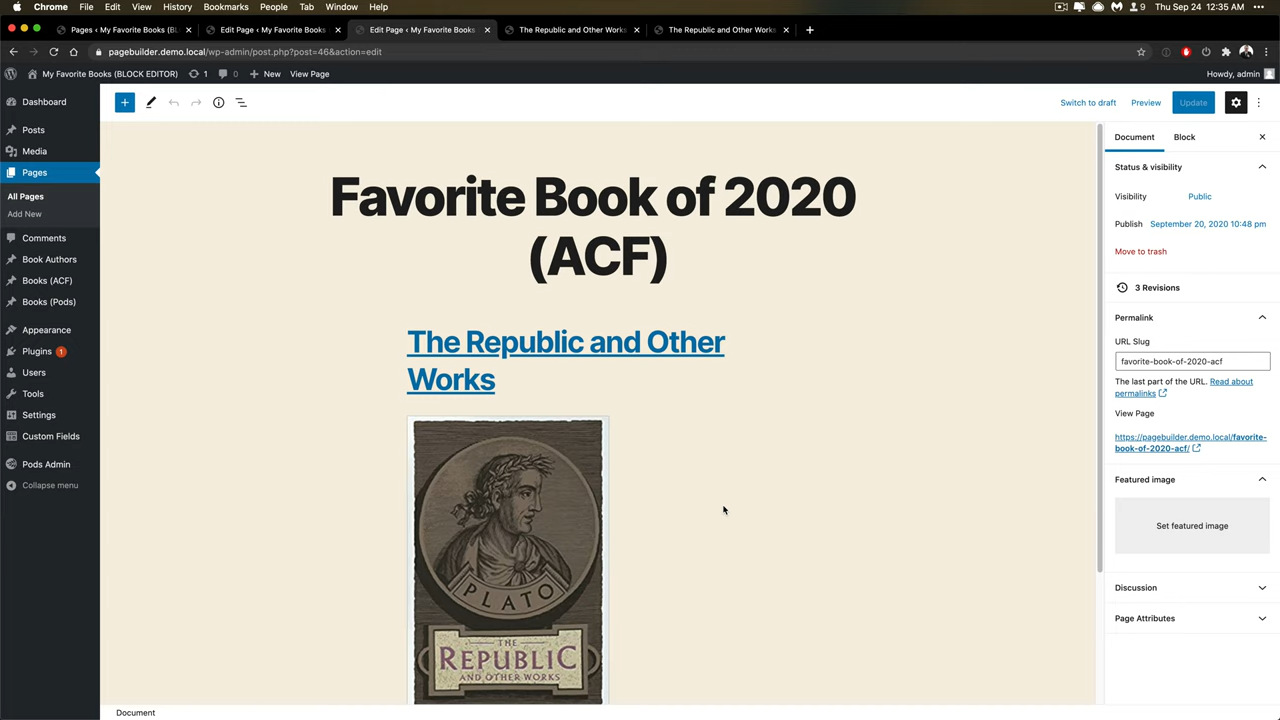 Chrome File Edit View History Bookmarks People Tab Window Help 9 Thu Sep 24 12:35 AM
Pages ‹ My Favorite Books (BL Edit Page ‹ My Favorite Books Edit Page ‹ My Favorite Books The Republic and Other Works The Republic and Other Works
pagebuilder.demo.local/wp-admin/post.php?post=46&action=edit
My Favorite Books (BLOCK EDITOR) 1 0 New View Page Howdy, admin
Dashboard
Posts
Media
Pages
All Pages
Add New
Comments
Book Authors
Books (ACF)
Books (Pods)
Appearance
Plugins 1
Users
Tools
Settings
Custom Fields
Pods Admin
Collapse menu
Switch to draft Preview Update
Favorite Book of 2020
(ACF)
The Republic and Other
Works
PLATO
THE
REPUBLIC
AND OTHER WORKS
Document Block
Status & visibility
Visibility Public
Publish September 20, 2020 10:48 pm
Move to trash
3 Revisions
Permalink
URL Slug
favorite-book-of-2020-acf
The last part of the URL. Read about
permalinks
View Page
https://pagebuilder.demo.local/favorite-
book-of-2020-acf/
Featured image
Set featured image
Discussion
Page Attributes
Document